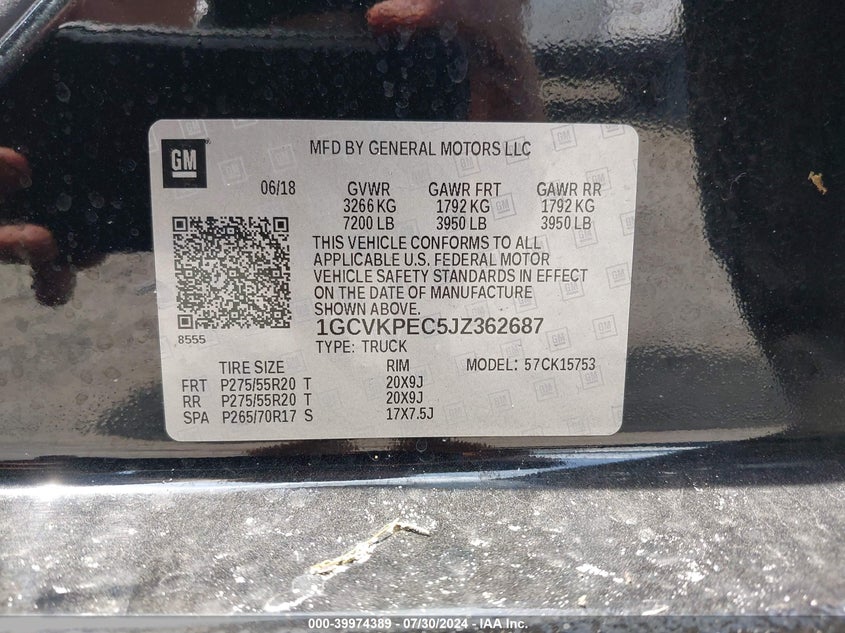 GM
MFD BY GENERAL MOTORS LLC
06/18 GVWR GAWR FRT GAWR RR
3266 KG 1792 KG 1792 KG
7200 LB 3950 LB 3950 LB
THIS VEHICLE CONFORMS TO ALL
APPLICABLE U.S. FEDERAL MOTOR
VEHICLE SAFETY STANDARDS IN EFFECT
ON THE DATE OF MANUFACTURE
SHOWN ABOVE.
8555
1GCVKPEC5JZ362687
TYPE: TRUCK MODEL: 57CK15753
TIRE SIZE RIM
FRT P275/55R20 T 20X9J
RR P275/55R20 T 20X9J
SPA P265/70R17 S 17X7.5J
000-39974389 - 07/30/2024 - IAA Inc.